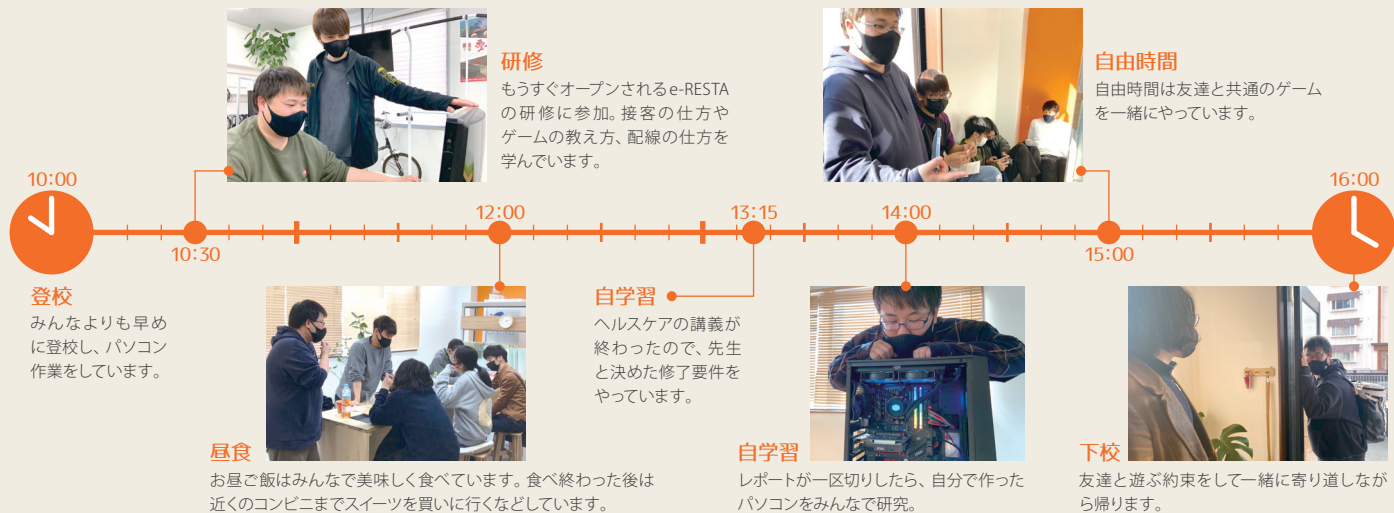 10:00
登校
みんなよりも早め
に登校し、パソコン
作業をしています。
10:30
研修
もうすぐオープンされるe-RESTA
の研修に参加。接客の仕方や
ゲームの教え方、配線の仕方を
学んでいます。
12:00
昼食
お昼ご飯はみんなで美味しく食べています。食べ終わった後は
近くのコンビニまでスイーツを買いに行くなどしています。
13:15
自学習
ヘルスケアの講義が
終わったので、先生
と決めた修了要件を
やっています。
14:00
自学習
レポートが一区切りしたら、自分で作った
パソコンをみんなで研究。
15:00
自由時間
自由時間は友達と共通のゲーム
を一緒にやっています。
16:00
下校
友達と遊ぶ約束をして一緒に寄り道しなが
ら帰ります。